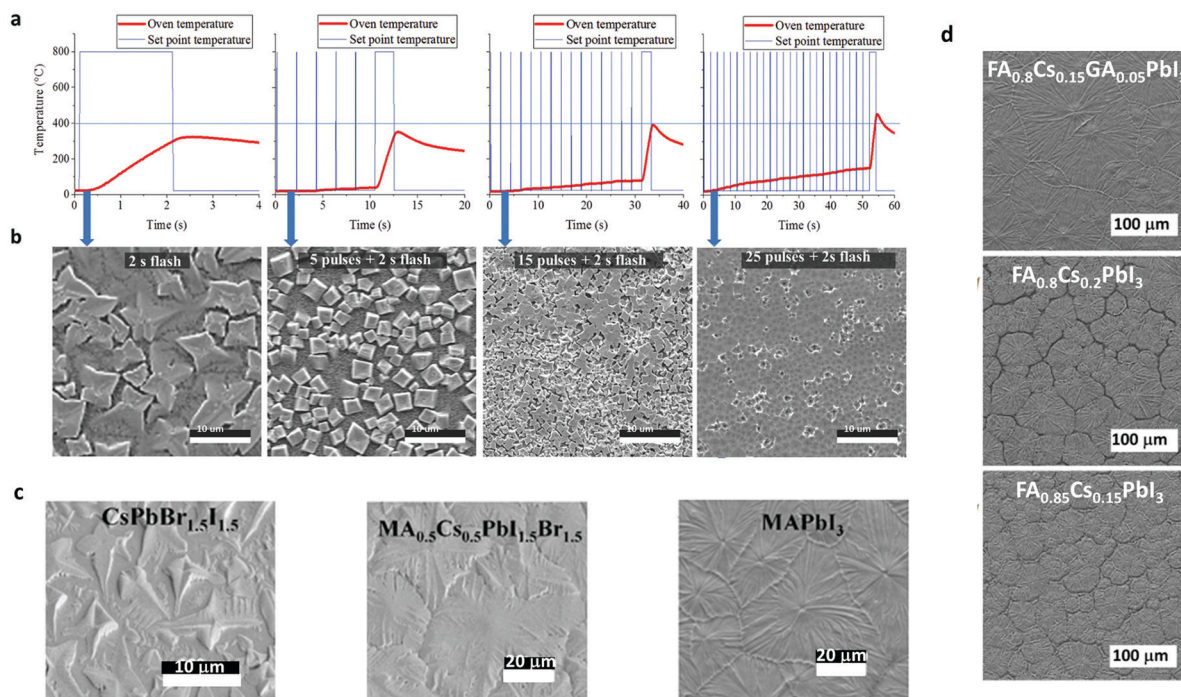 a
Oven temperature
Set point temperature
Oven temperature
Set point temperature
Oven temperature
Set point temperature
Oven temperature
Set point temperature
d
800
600
400
200
0
Temperature (°C)
0 1 2 3 4
0 5 10 15 20
0 10 20 30 40
0 10 20 30 40 50 60
Time (s)
Time (s)
Time (s)
Time (s)
b
2 s flash
5 pulses + 2 s flash
15 pulses + 2 s flash
25 pulses + 2s flash
10 um
10 um
10 um
10 um
c
CsPbBr1.5I1.5
MA0.5Cs0.5PbI1.5Br1.5
MAPbI3
10 μm
20 μm
20 μm
FA0.8Cs0.15GA0.05PbI3
100 μm
FA0.8Cs0.2PbI3
100 μm
FA0.85Cs0.15PbI3
100 μm